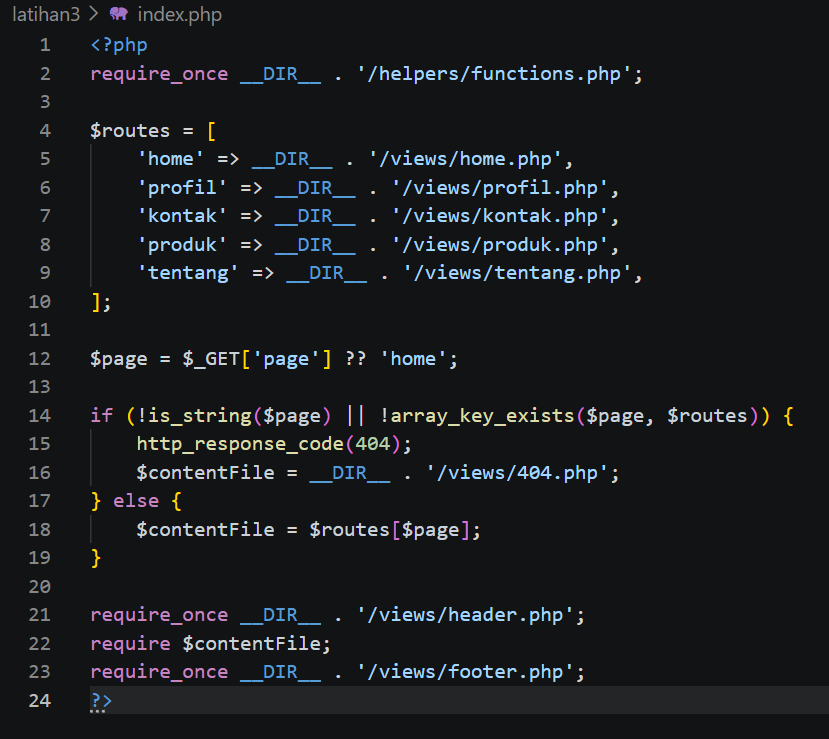 latihan3 > index.php
1 <?php
2 require_once __DIR__ . '/helpers/functions.php';
3
4 $routes = [
5     'home' => __DIR__ . '/views/home.php',
6     'profil' => __DIR__ . '/views/profil.php',
7     'kontak' => __DIR__ . '/views/kontak.php',
8     'produk' => __DIR__ . '/views/produk.php',
9     'tentang' => __DIR__ . '/views/tentang.php',
10 ];
11
12 $page = $_GET['page'] ?? 'home';
13
14 if (!is_string($page) || !array_key_exists($page, $routes)) {
15     http_response_code(404);
16     $contentFile = __DIR__ . '/views/404.php';
17 } else {
18     $contentFile = $routes[$page];
19 }
20
21 require_once __DIR__ . '/views/header.php';
22 require $contentFile;
23 require_once __DIR__ . '/views/footer.php';
24 ?>